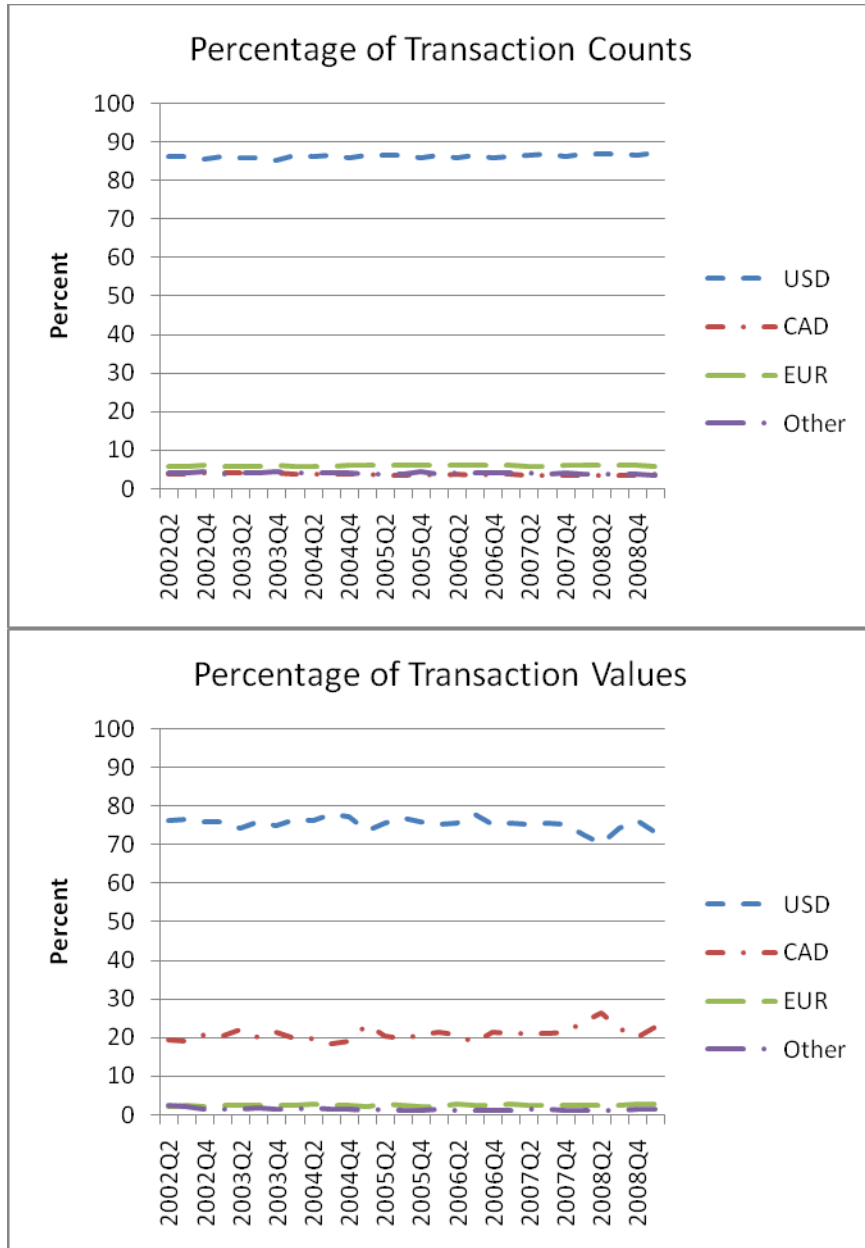 Percentage of Transaction Counts
100
90
80
70
60
50
40
30
20
10
0
Percent
USD
CAD
EUR
Other
2002Q2
2002Q4
2003Q2
2003Q4
2004Q2
2004Q4
2005Q2
2005Q4
2006Q2
2006Q4
2007Q2
2007Q4
2008Q2
2008Q4
Percentage of Transaction Values
100
90
80
70
60
50
40
30
20
10
0
Percent
USD
CAD
EUR
Other
2002Q2
2002Q4
2003Q2
2003Q4
2004Q2
2004Q4
2005Q2
2005Q4
2006Q2
2006Q4
2007Q2
2007Q4
2008Q2
2008Q4